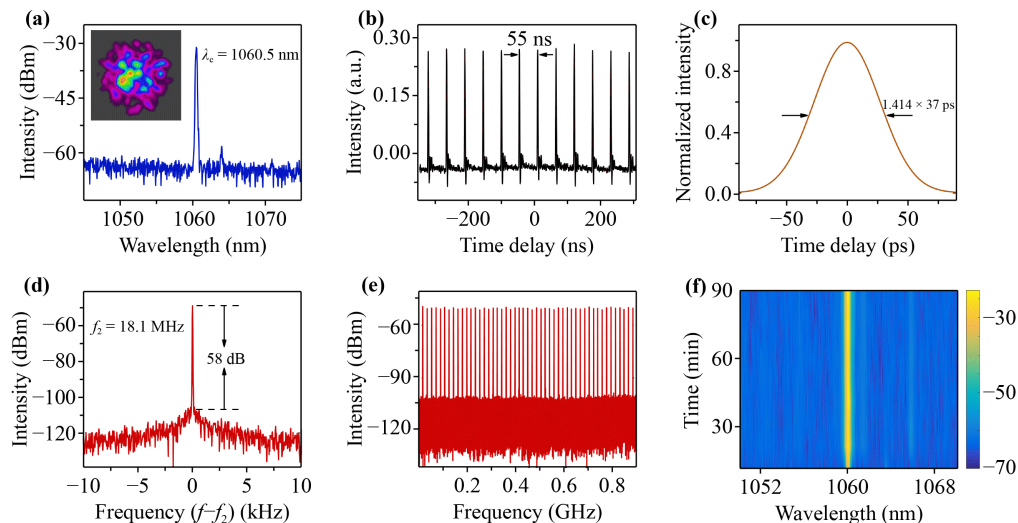 (a)
Intensity (dBm)
−30
−45
−60
λc = 1060.5 nm
1050
1060
1070
Wavelength (nm)
(b)
Intensity (a.u.)
0.30
0.15
0.00
55 ns
−200
0
200
Time delay (ns)
(c)
Normalized intensity
0.8
0.4
0.0
1.414 × 37 ps
−50
0
50
Time delay (ps)
(d)
Intensity (dBm)
−60
−80
−100
−120
f2 = 18.1 MHz
58 dB
−10
−5
0
5
10
Frequency (f−f2) (kHz)
(e)
Intensity (dBm)
−60
−90
−120
0.2
0.4
0.6
0.8
Frequency (GHz)
(f)
Time (min)
90
60
30
1052
1060
1068
Wavelength (nm)
−30
−50
−70